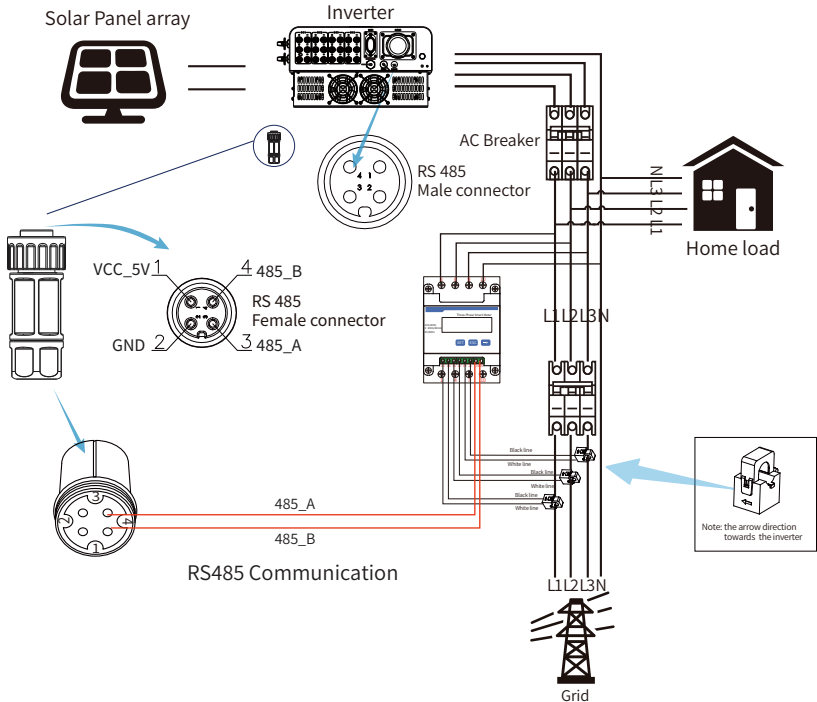 Solar Panel array
Inverter
AC Breaker
RS 485
Male connector
4 1
3 2
N
L3
L2
L1
Home load
VCC_5V 1
4 485_B
RS 485
Female connector
GND 2
3 485_A
L1L2L3N
Black line
White line
Black line
White line
Black line
White line
Note: the arrow direction
towards the inverter
3
2
4
1
485_A
485_B
RS485 Communication
L1L2L3N
Grid